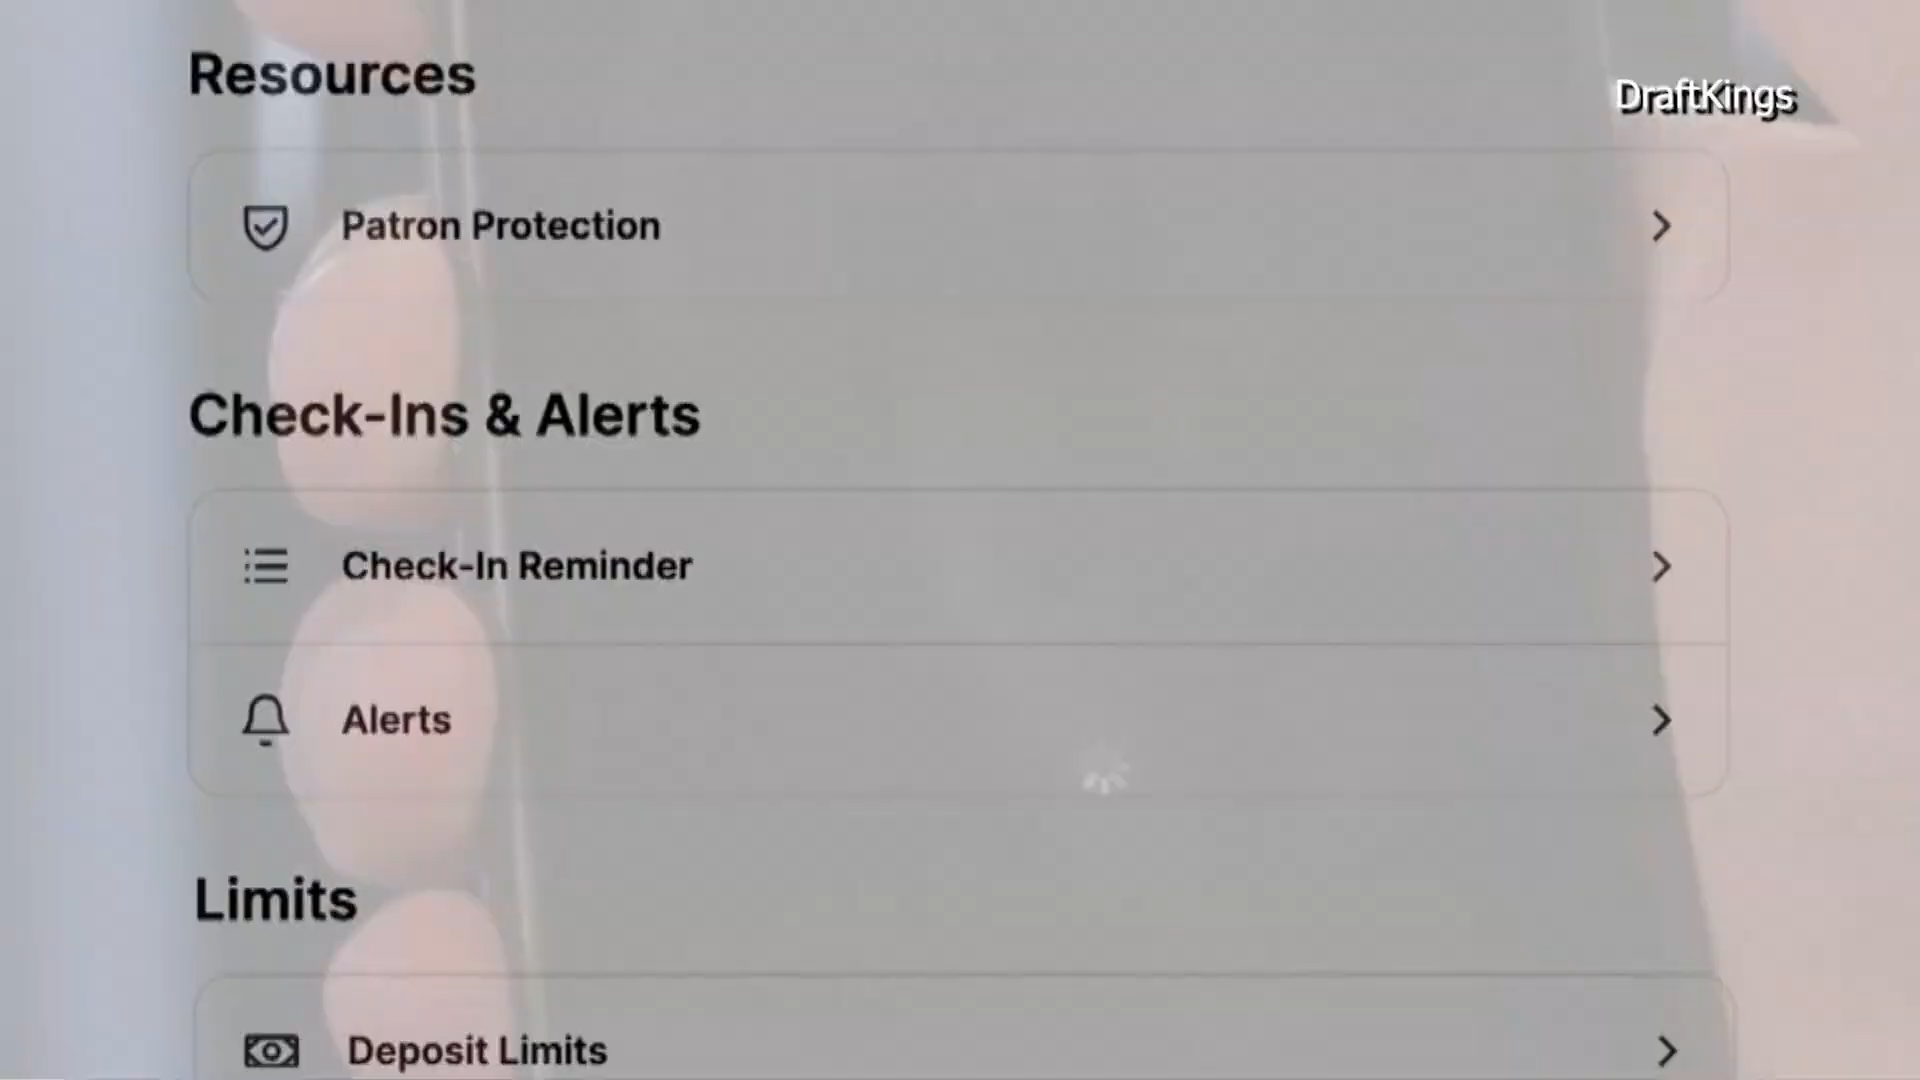 Resources
DraftKings
Patron Protection
Check-Ins & Alerts
Check-In Reminder
Alerts
Limits
Deposit Limits